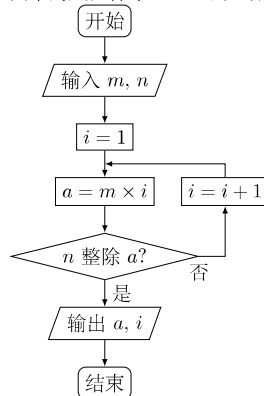 开始
输入 m, n
i = 1
a = m × i
i = i + 1
n 整除 a?
否
是
输出 a, i
结束